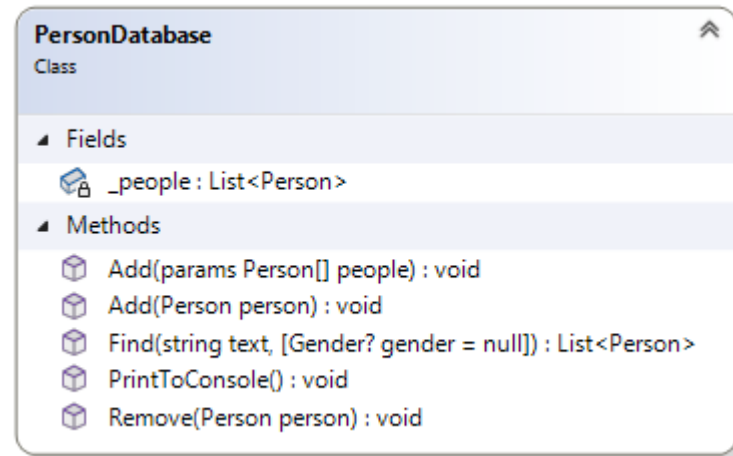 PersonDatabase
Class
Fields
_people : List<Person>
Methods
Add(params Person[] people) : void
Add(Person person) : void
Find(string text, [Gender? gender = null]) : List<Person>
PrintToConsole() : void
Remove(Person person) : void